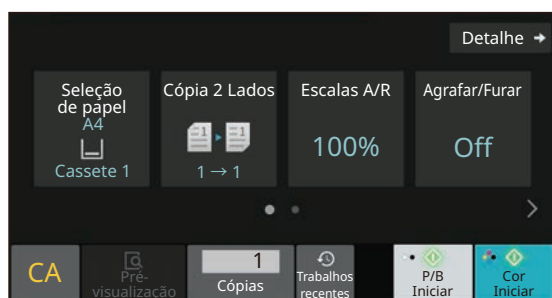 Detalhe
Seleção
de papel
A4
Cassete 1
Cópia 2 Lados
1 → 1
Escalas A/R
100%
Agrafar/Furar
Off
CA
Pré-
visualização
1
Cópias
Trabalhos
recentes
P/B
Iniciar
Cor
Iniciar